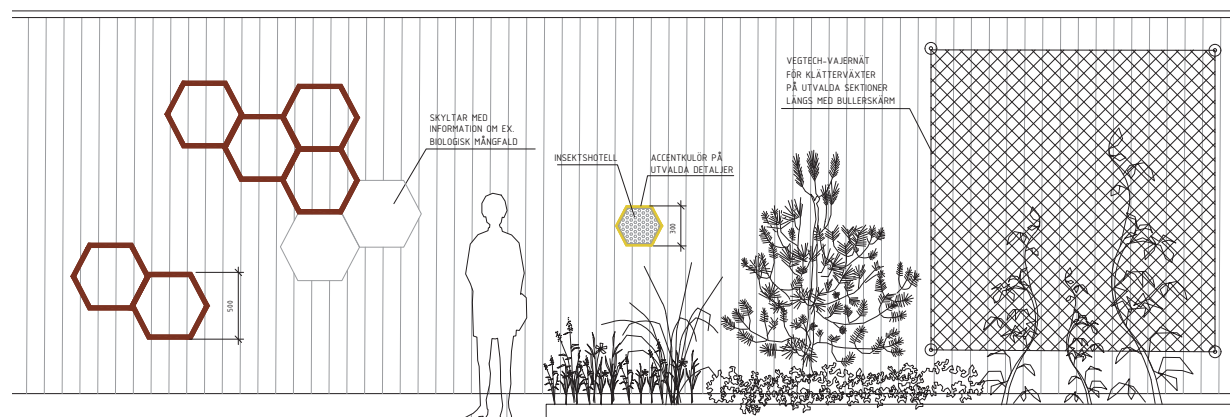 SKYLTAR MED
INFORMATION OM EX.
BIOLOGISK MÅNGFALD
INSEKTSHOTELL
ACCENTKULÖR PÅ
UTVALDA DETALJER
VEGTECH-VAJERNÄT
FÖR KLÄTTERVÄXTER
PÅ UTVALDA SEKTIONER
LÄNGS MED BULLERSKÄRM
300
500